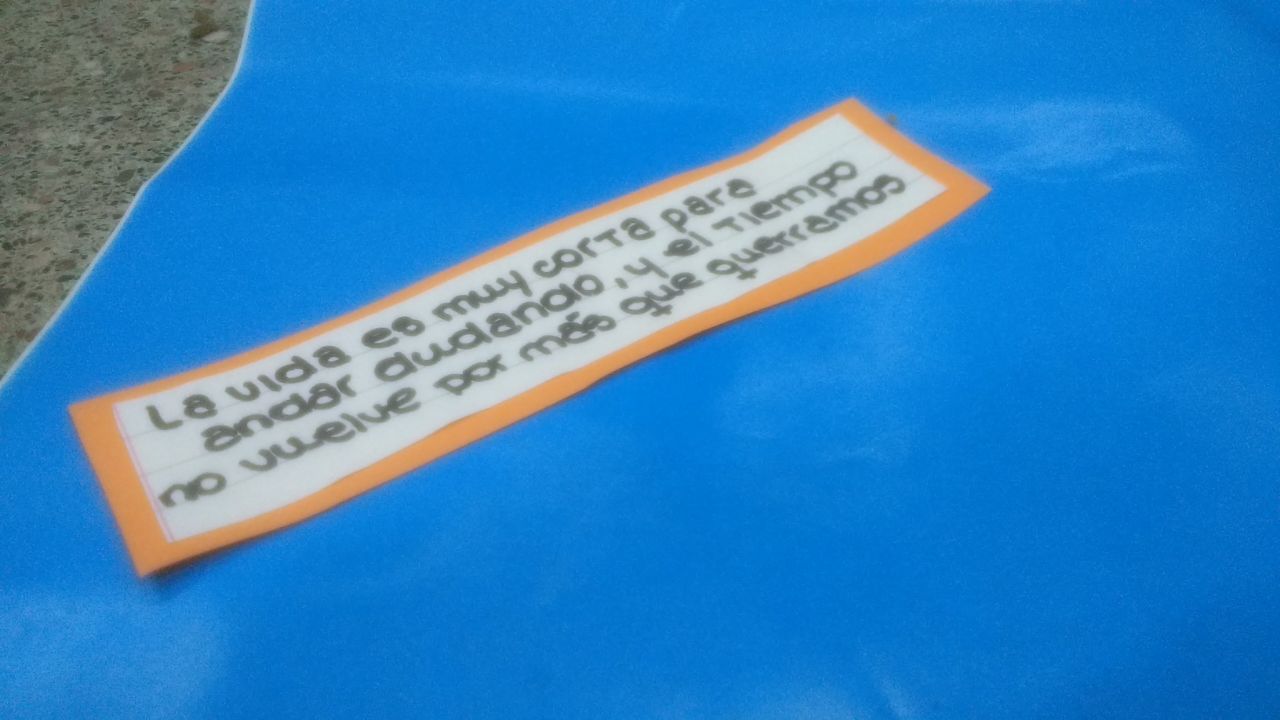 La vida es muy corta para
andar dudando, y el tiempo
no vuelve por más que querramos